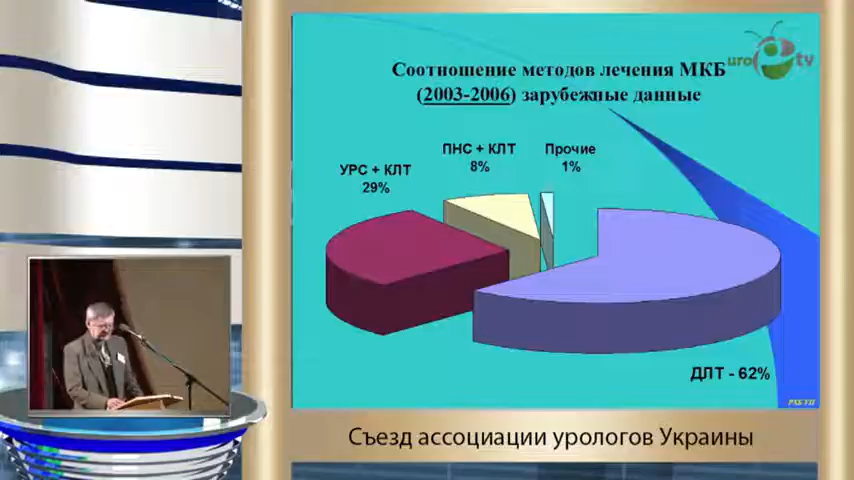 Соотношение методов лечения МКБ
(2003-2006) зарубежные данные
uro tv
ПНС + КЛТ
8%
Прочие
1%
УРС + КЛТ
29%
ДЛТ - 62%
Съезд ассоциации урологов Украины